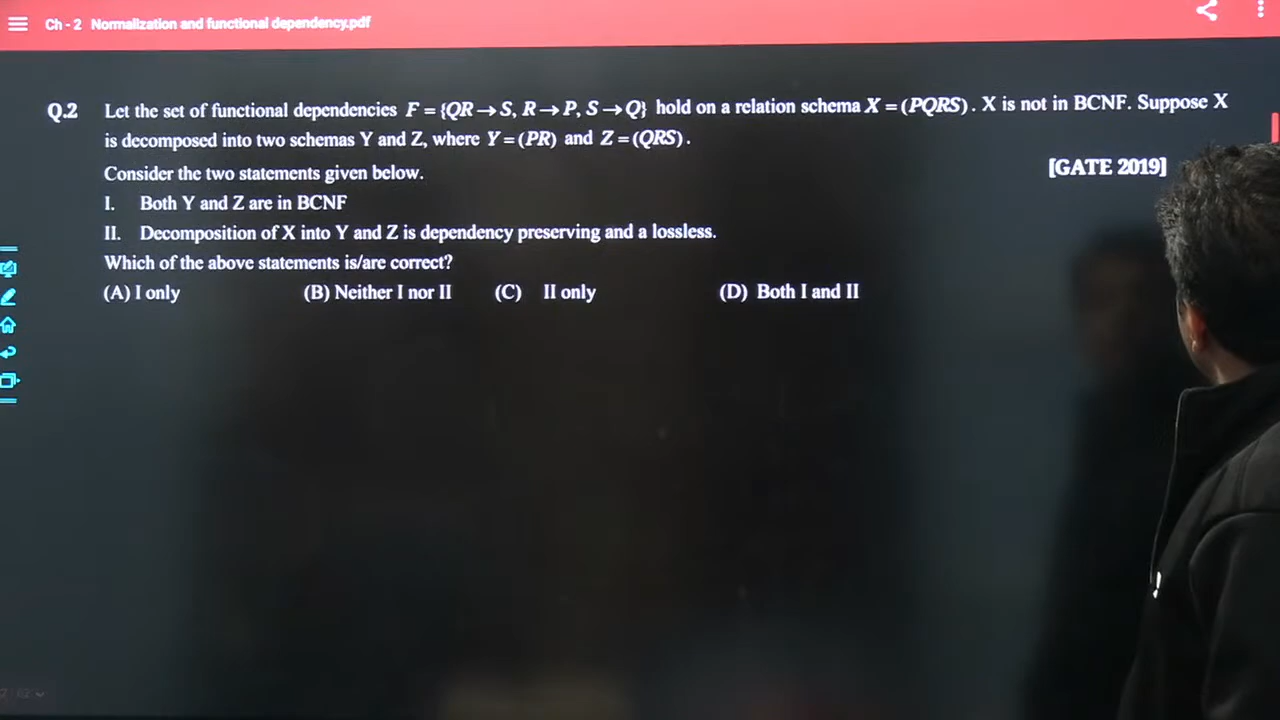 Ch - 2 Normalization and functional dependency.pdf
Q.2 Let the set of functional dependencies F = {QR → S, R → P, S → Q} hold on a relation schema X = (PQRS). X is not in BCNF. Suppose X
is decomposed into two schemas Y and Z, where Y = (PR) and Z = (QRS).
Consider the two statements given below. [GATE 2019]
I. Both Y and Z are in BCNF
II. Decomposition of X into Y and Z is dependency preserving and a lossless.
Which of the above statements is/are correct?
(A) I only (B) Neither I nor II (C) II only (D) Both I and II